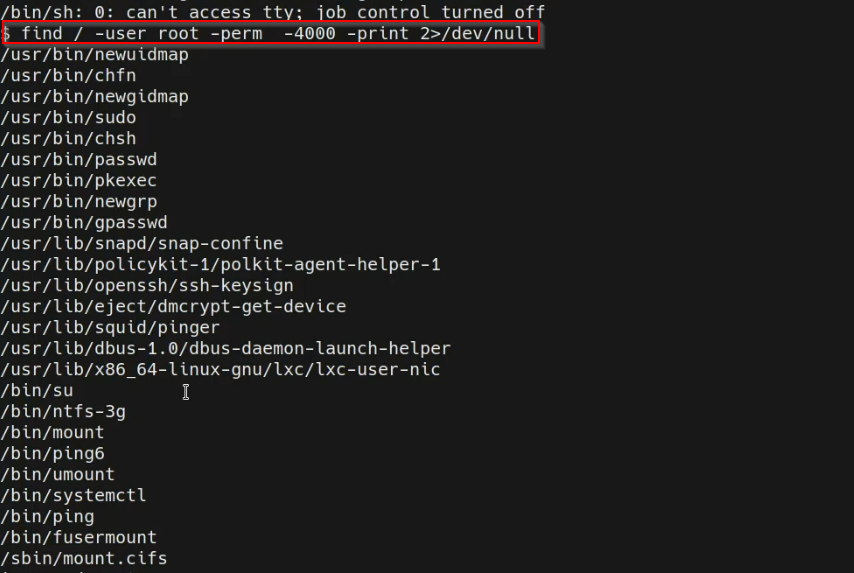 /bin/sh: 0: can't access tty; job control turned off
$ find / -user root -perm  -4000 -print 2>/dev/null
/usr/bin/newuidmap
/usr/bin/chfn
/usr/bin/newgidmap
/usr/bin/sudo
/usr/bin/chsh
/usr/bin/passwd
/usr/bin/pkexec
/usr/bin/newgrp
/usr/bin/gpasswd
/usr/lib/snapd/snap-confine
/usr/lib/policykit-1/polkit-agent-helper-1
/usr/lib/openssh/ssh-keysign
/usr/lib/eject/dmcrypt-get-device
/usr/lib/squid/pinger
/usr/lib/dbus-1.0/dbus-daemon-launch-helper
/usr/lib/x86_64-linux-gnu/lxc/lxc-user-nic
/bin/su
/bin/ntfs-3g
/bin/mount
/bin/ping6
/bin/umount
/bin/systemctl
/bin/ping
/bin/fusermount
/sbin/mount.cifs